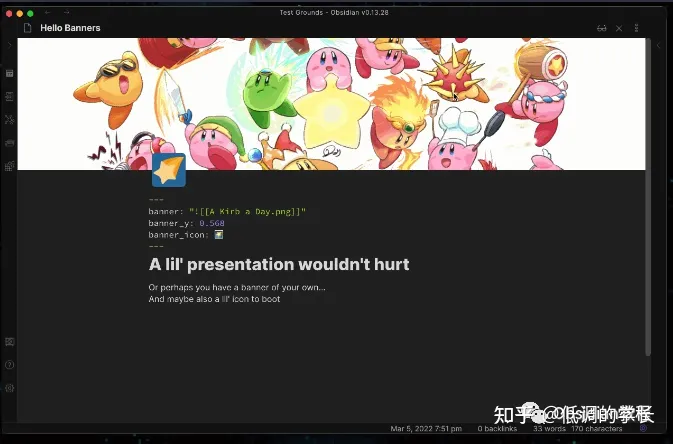 Test Grounds - Obsidian v0.13.28
Hello Banners
---
banner: "![[A Kirb a Day.png]]"
banner_y: 0.568
banner_icon: 🌠
---
A lil' presentation wouldn't hurt
Or perhaps you have a banner of your own...
And maybe also a lil' icon to boot
知乎 @低调的掌长
Mar 5, 2022 7:51 pm 0 backlinks 33 words 170 characters